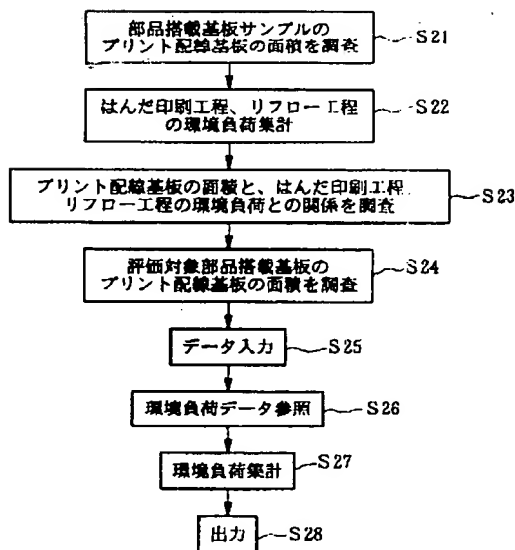 部品搭載基板サンプルの
プリント配線基板の面積を調査
S21
はんだ印刷工程、リフロー工程
の環境負荷集計
S22
プリント配線基板の面積と、はんだ印刷工程、
リフロー工程の環境負荷との関係を調査
S23
評価対象部品搭載基板の
プリント配線基板の面積を調査
S24
データ入力
S25
環境負荷データ参照
S26
環境負荷集計
S27
出力
S28